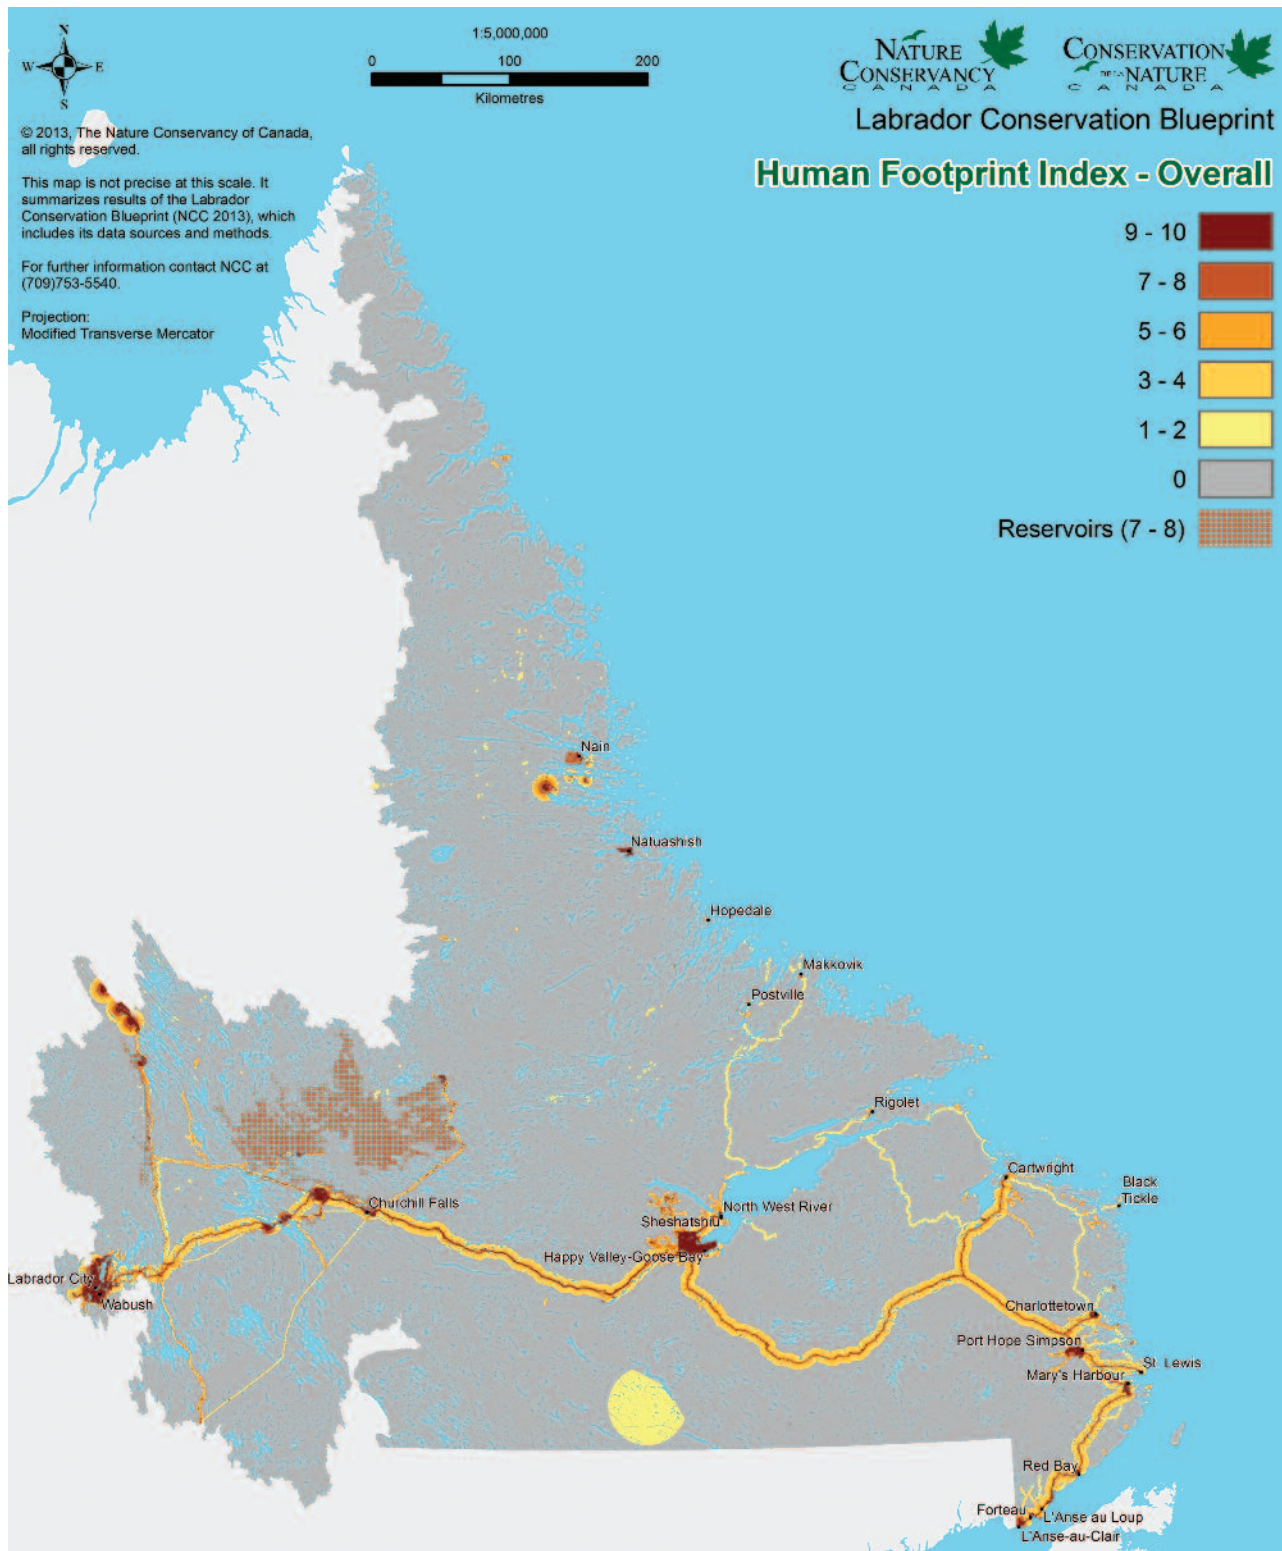 N
W
E
S
1:5,000,000
0
100
200
Kilometres
NATURE
CONSERVANCY
CANADA
CONSERVATION
DE LA NATURE
CANADA
Labrador Conservation Blueprint
Human Footprint Index - Overall
© 2013, The Nature Conservancy of Canada,
all rights reserved.
This map is not precise at this scale. It
summarizes results of the Labrador
Conservation Blueprint (NCC 2013), which
includes its data sources and methods.
For further information contact NCC at
(709)753-5540.
Projection:
Modified Transverse Mercator
9 - 10
7 - 8
5 - 6
3 - 4
1 - 2
0
Reservoirs (7 - 8)
Nain
Natuashish
Hopedale
Makkovik
Postville
Rigolet
Cartwright
Black
Tickle
Churchill Falls
North West River
Sheshatshiu
Happy Valley-Goose Bay
Labrador City
Wabush
Charlottetown
Port Hope Simpson
St. Lewis
Mary's Harbour
Red Bay
Forteau
L'Anse au Loup
L'Anse-au-Clair